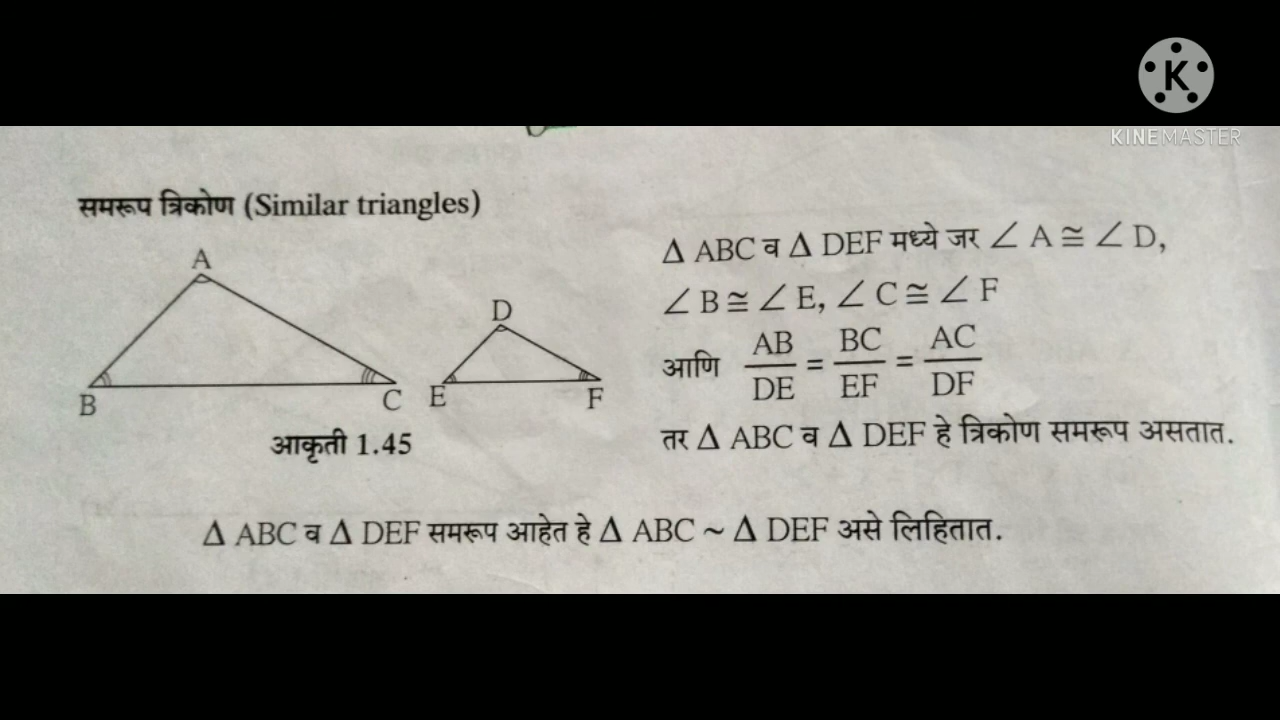 K
KINEMASTER
समरूप त्रिकोण (Similar triangles)
A
B
C
D
E
F
आकृती 1.45
Δ ABC व Δ DEF मध्ये जर ∠ A ≅ ∠ D,
∠ B ≅ ∠ E, ∠ C ≅ ∠ F
आणि AB/DE = BC/EF = AC/DF
तर Δ ABC व Δ DEF हे त्रिकोण समरूप असतात.
Δ ABC व Δ DEF समरूप आहेत हे Δ ABC ~ Δ DEF असे लिहितात.